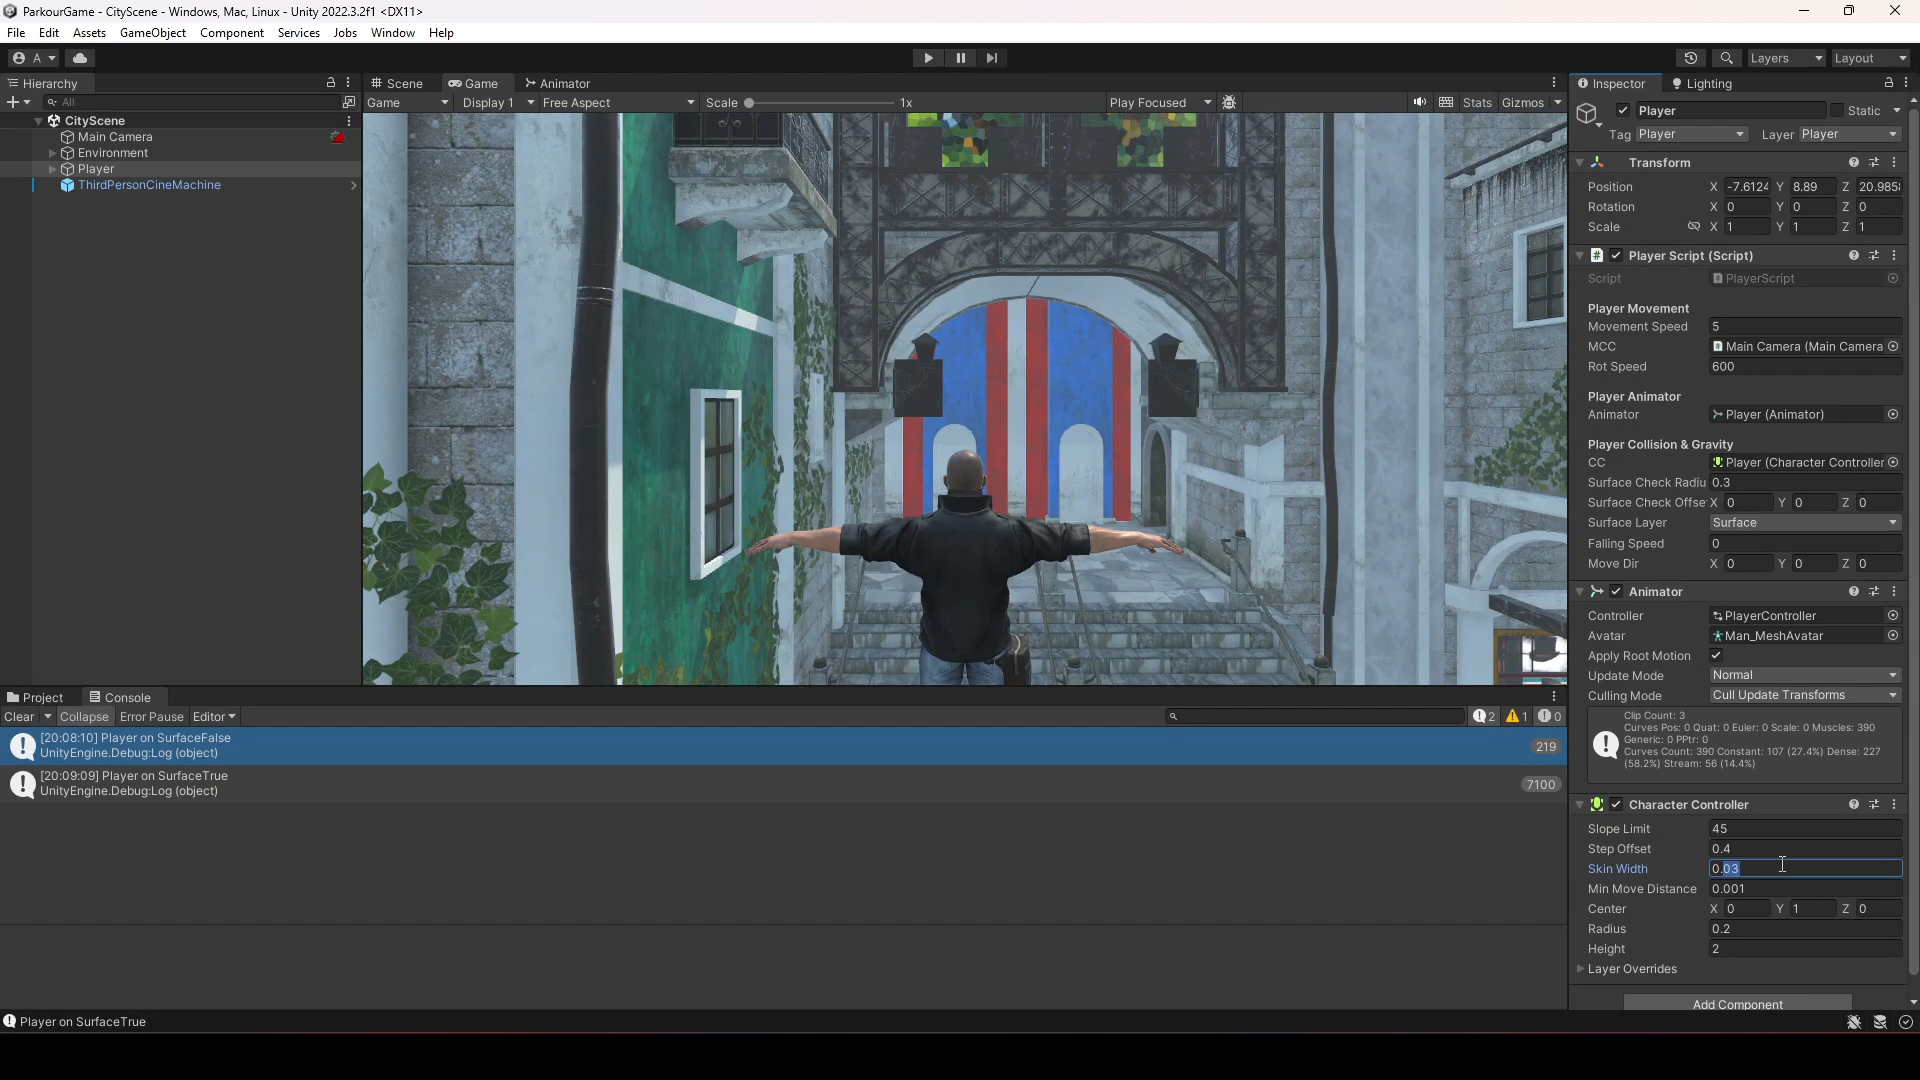 ParkourGame - CityScene - Windows, Mac, Linux - Unity 2022.3.2f1 <DX11>
File Edit Assets GameObject Component Services Jobs Window Help
A Layers Layout
Hierarchy
All
CityScene
Main Camera
Environment
Player
ThirdPersonCineMachine
Scene Game Animator
Game Display 1 Free Aspect Scale 1x Play Focused Stats Gizmos
Inspector Lighting
Player Static
Tag Player Layer Player
Transform
Position X -7.6124 Y 8.89 Z 20.985
Rotation X 0 Y 0 Z 0
Scale X 1 Y 1 Z 1
# Player Script (Script)
Script PlayerScript
Player Movement
Movement Speed 5
MCC Main Camera (Main Camera
Rot Speed 600
Player Animator
Animator Player (Animator)
Player Collision & Gravity
CC Player (Character Controller
Surface Check Radiu 0.3
Surface Check Offse X 0 Y 0 Z 0
Surface Layer Surface
Falling Speed 0
Move Dir X 0 Y 0 Z 0
Animator
Controller PlayerController
Avatar Man_MeshAvatar
Apply Root Motion
Update Mode Normal
Culling Mode Cull Update Transforms
Clip Count: 3
Curves Pos: 0 Quat: 0 Euler: 0 Scale: 0 Muscles: 390
Generic: 0 PPtr: 0
Curves Count: 390 Constant: 107 (27.4%) Dense: 227
(58.2%) Stream: 56 (14.4%)
Character Controller
Slope Limit 45
Step Offset 0.4
Skin Width 0.03
Min Move Distance 0.001
Center X 0 Y 1 Z 0
Radius 0.2
Height 2
Layer Overrides
Add Component
Project Console
Clear Collapse Error Pause Editor 2 1 0
[20:08:10] Player on SurfaceFalse
UnityEngine.Debug:Log (object)
219
[20:09:09] Player on SurfaceTrue
UnityEngine.Debug:Log (object)
7100
Player on SurfaceTrue